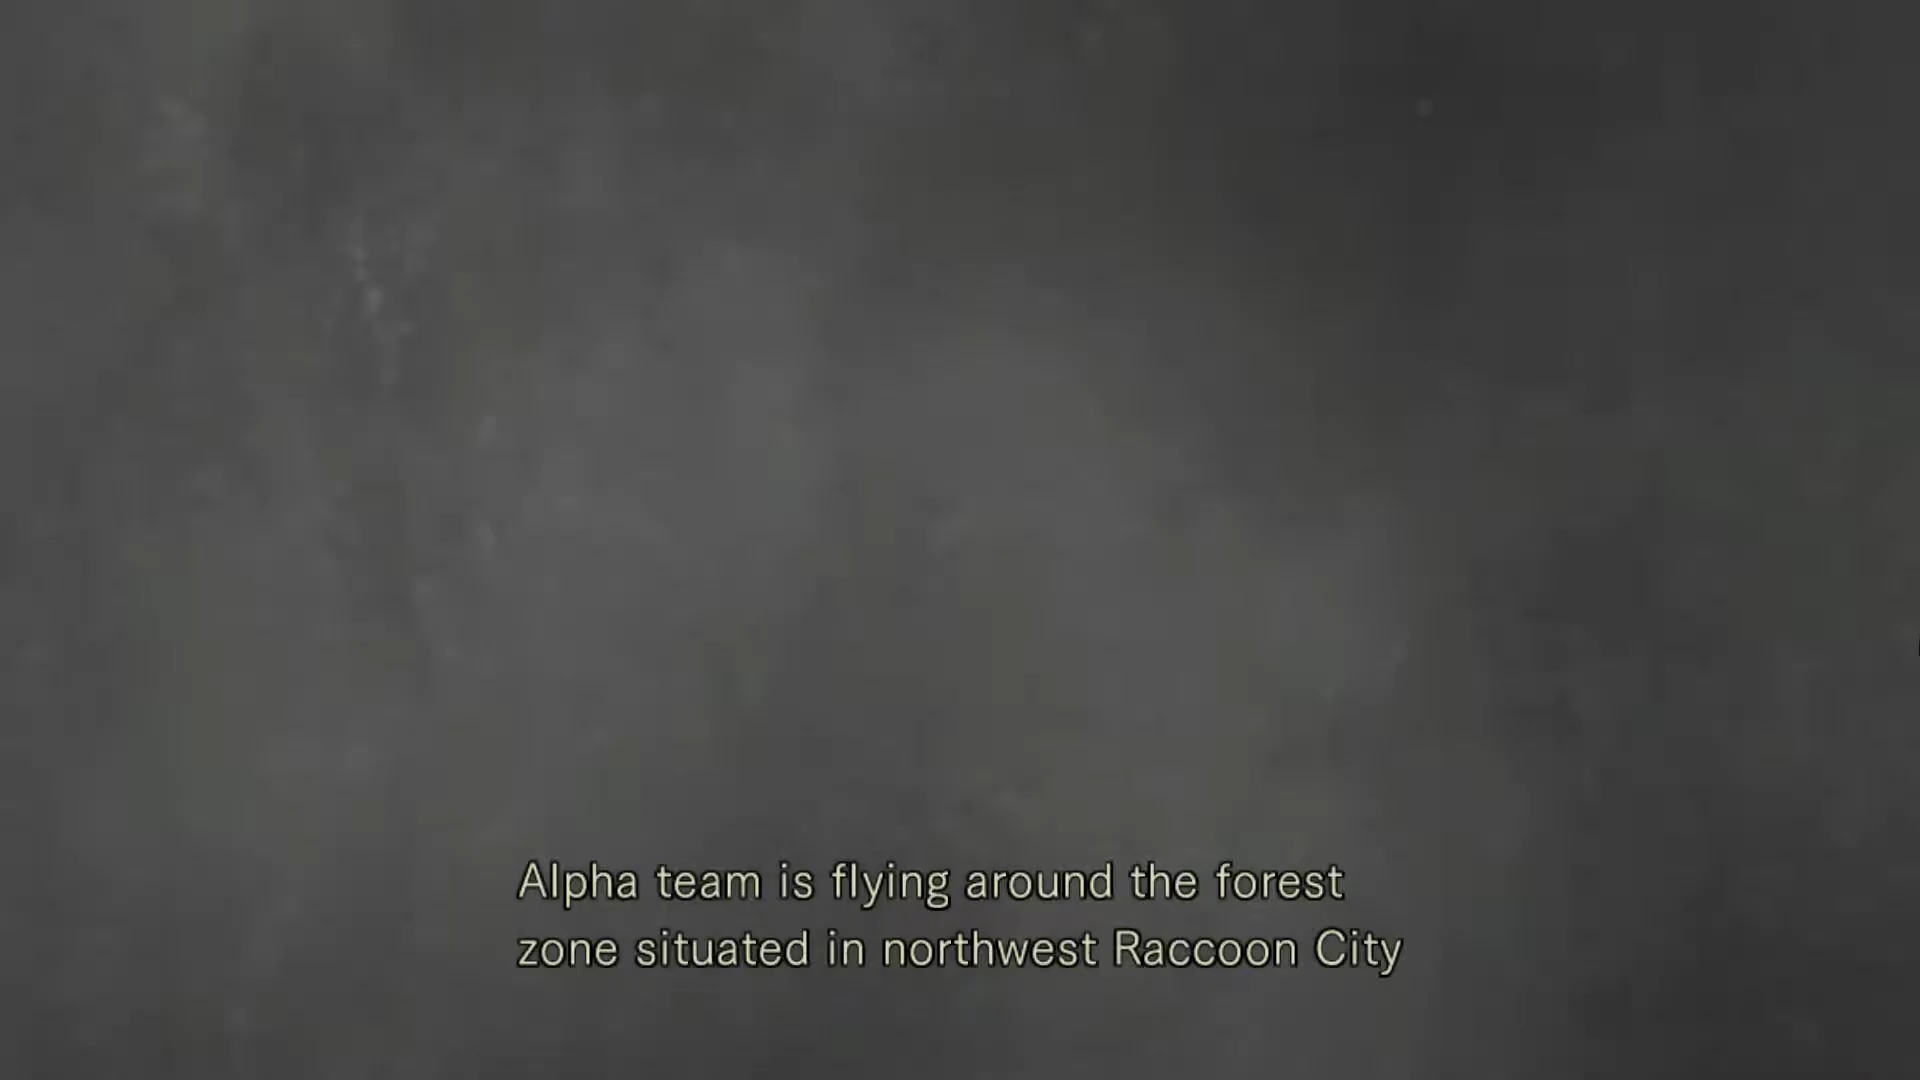 Alpha team is flying around the forest
zone situated in northwest Raccoon City